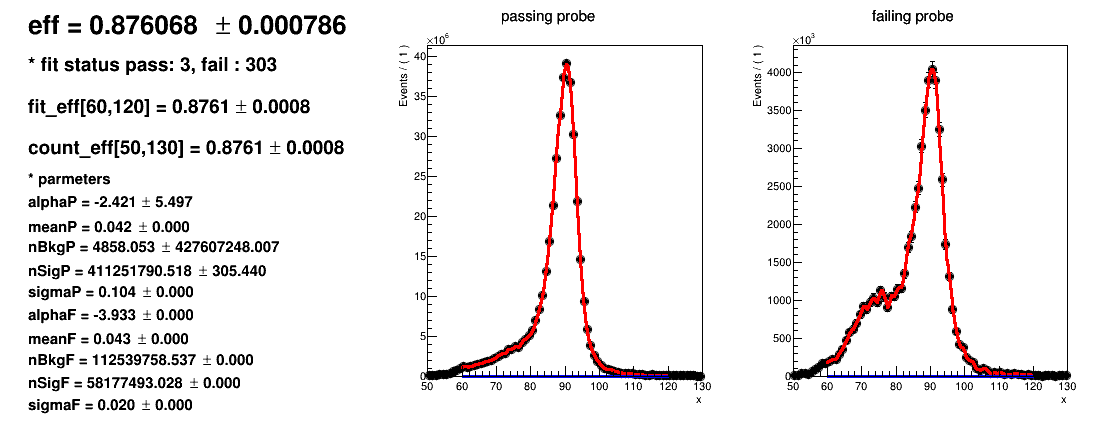 eff = 0.876068 ± 0.000786
* fit status pass: 3, fail : 303
fit_eff[60,120] = 0.8761 ± 0.0008
count_eff[50,130] = 0.8761 ± 0.0008
* parmeters
alphaP = -2.421 ± 5.497
meanP = 0.042 ± 0.000
nBkgP = 4858.053 ± 427607248.007
nSigP = 411251790.518 ± 305.440
sigmaP = 0.104 ± 0.000
alphaF = -3.933 ± 0.000
meanF = 0.043 ± 0.000
nBkgF = 112539758.537 ± 0.000
nSigF = 58177493.028 ± 0.000
sigmaF = 0.020 ± 0.000
passing probe
×10⁶
Events / ( 1 )
40
35
30
25
20
15
10
5
0
50 60 70 80 90 100 110 120 130
x
failing probe
×10³
Events / ( 1 )
4000
3500
3000
2500
2000
1500
1000
500
0
50 60 70 80 90 100 110 120 130
x